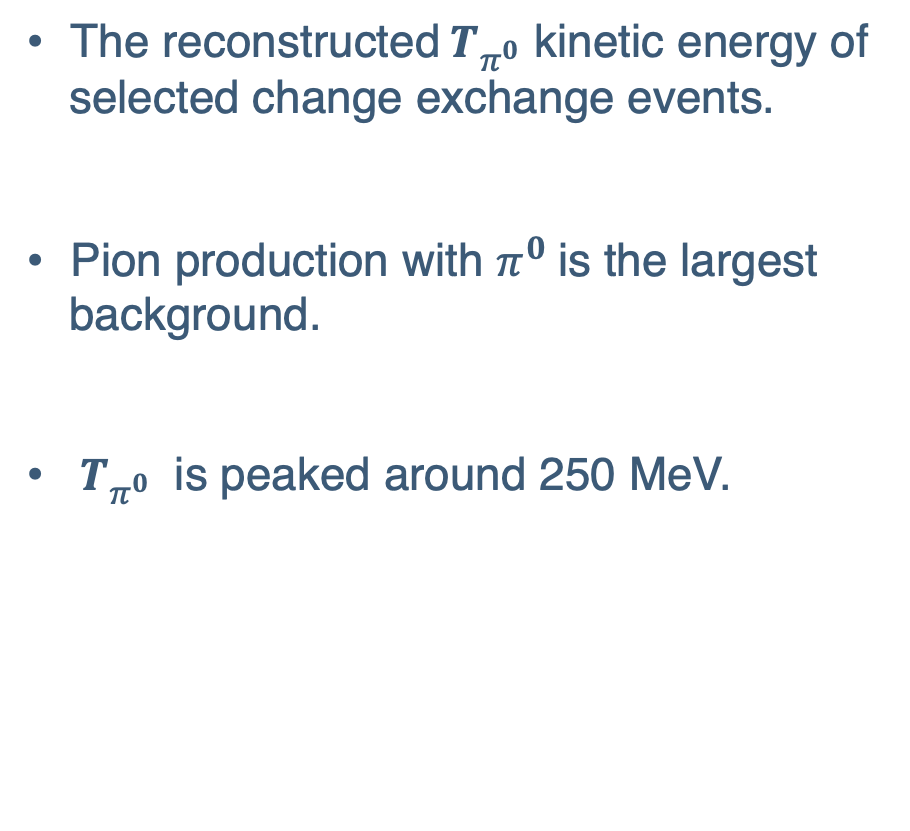 • The reconstructed T_π⁰ kinetic energy of
selected change exchange events.
• Pion production with π⁰ is the largest
background.
• T_π⁰ is peaked around 250 MeV.